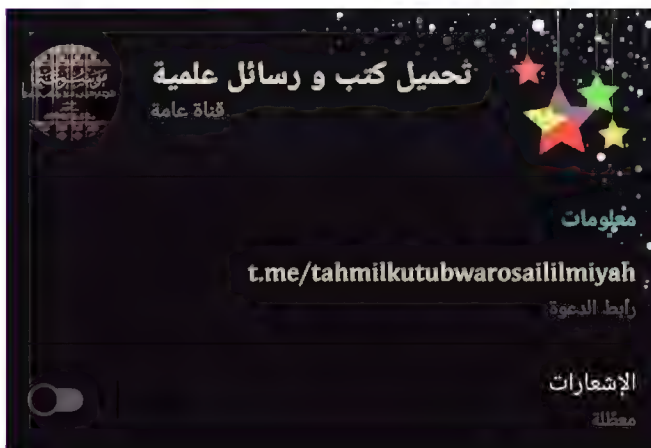 تحميل كتب و رسائل علمية
قناة عامة
معلومات
t.me/tahmilkutubwarosaililmiyah
رابط الدعوة
الإشعارات
معطّلة